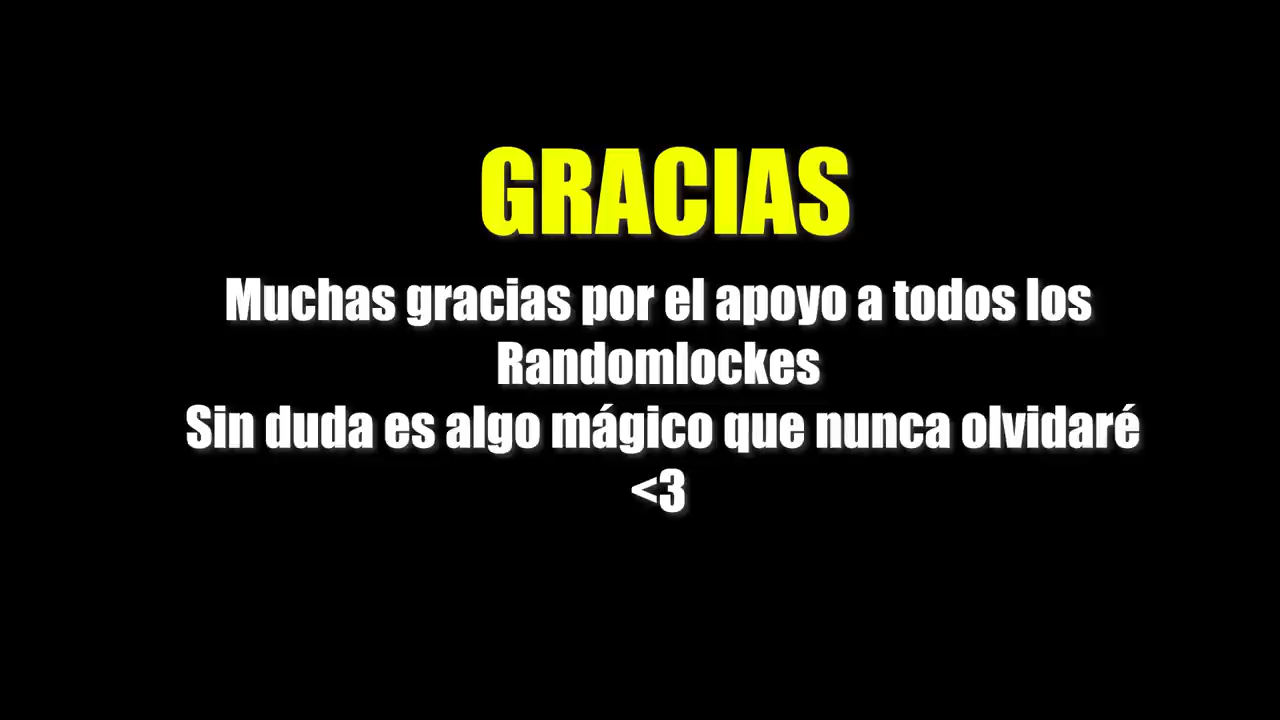 GRACIAS
Muchas gracias por el apoyo a todos los
Randomlockes
Sin duda es algo mágico que nunca olvidaré
<3